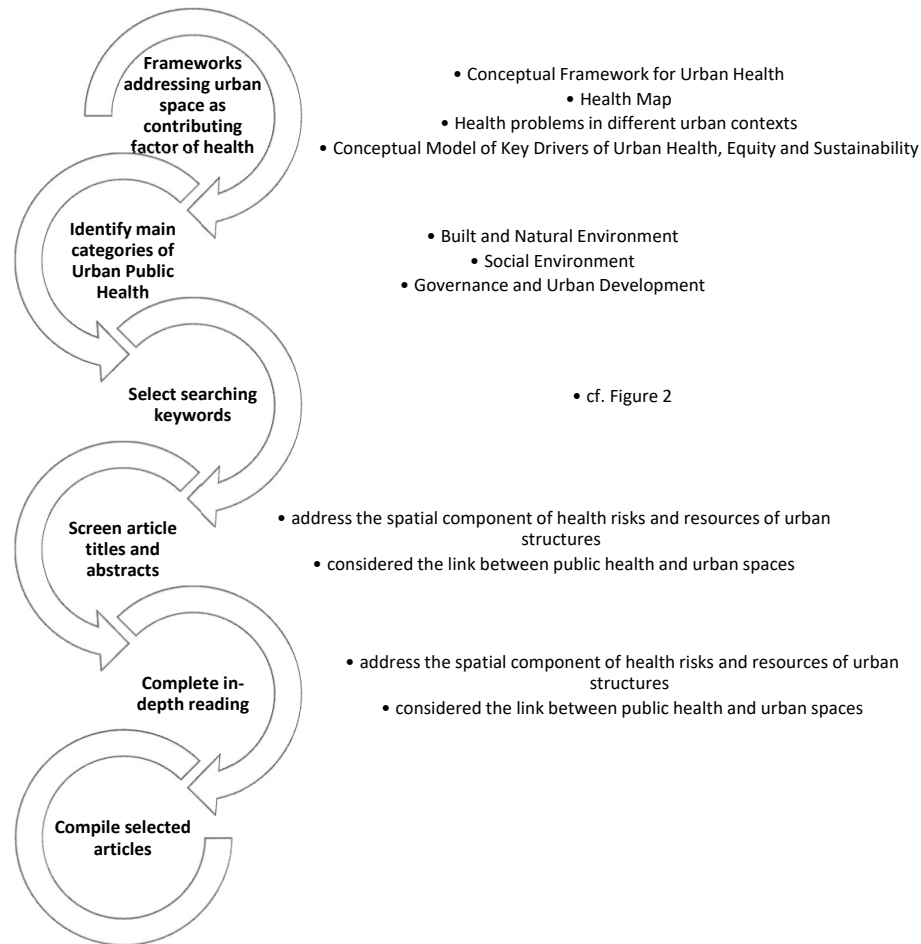 Frameworks
addressing urban
space as
contributing
factor of health
• Conceptual Framework for Urban Health
• Health Map
• Health problems in different urban contexts
• Conceptual Model of Key Drivers of Urban Health, Equity and Sustainability
Identify main
categories of
Urban Public
Health
• Built and Natural Environment
• Social Environment
• Governance and Urban Development
Select searching
keywords
• cf. Figure 2
Screen article
titles and
abstracts
• address the spatial component of health risks and resources of urban
structures
• considered the link between public health and urban spaces
Complete in-
depth reading
• address the spatial component of health risks and resources of urban
structures
• considered the link between public health and urban spaces
Compile selected
articles